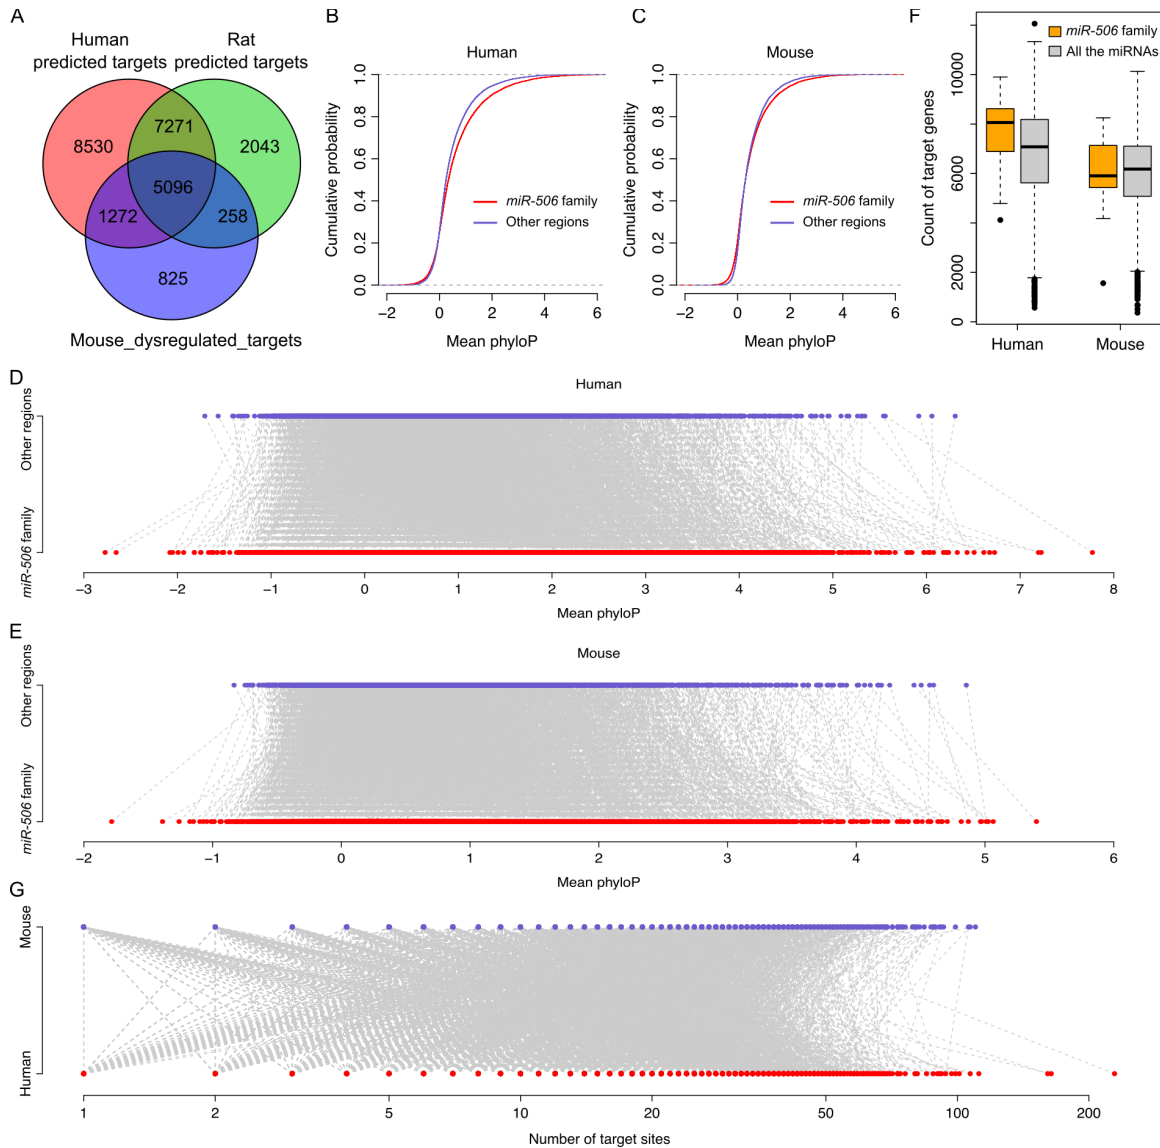 A
Human
predicted targets
Rat
predicted targets
8530
7271
2043
5096
1272
258
825
Mouse_dysregulated_targets
B
Human
Cumulative probability
0.0
0.2
0.4
0.6
0.8
1.0
miR-506 family
Other regions
−2 0 2 4 6
Mean phyloP
C
Mouse
Cumulative probability
0.0
0.2
0.4
0.6
0.8
1.0
miR-506 family
Other regions
−2 0 2 4 6
Mean phyloP
F
Count of target genes
0
2000
6000
10000
miR-506 family
All the miRNAs
Human Mouse
D
Human
Other regions
miR-506 family
−3 −2 −1 0 1 2 3 4 5 6 7 8
Mean phyloP
E
Mouse
Other regions
miR-506 family
−2 −1 0 1 2 3 4 5 6
Mean phyloP
G
Mouse
Human
1 2 5 10 20 50 100 200
Number of target sites